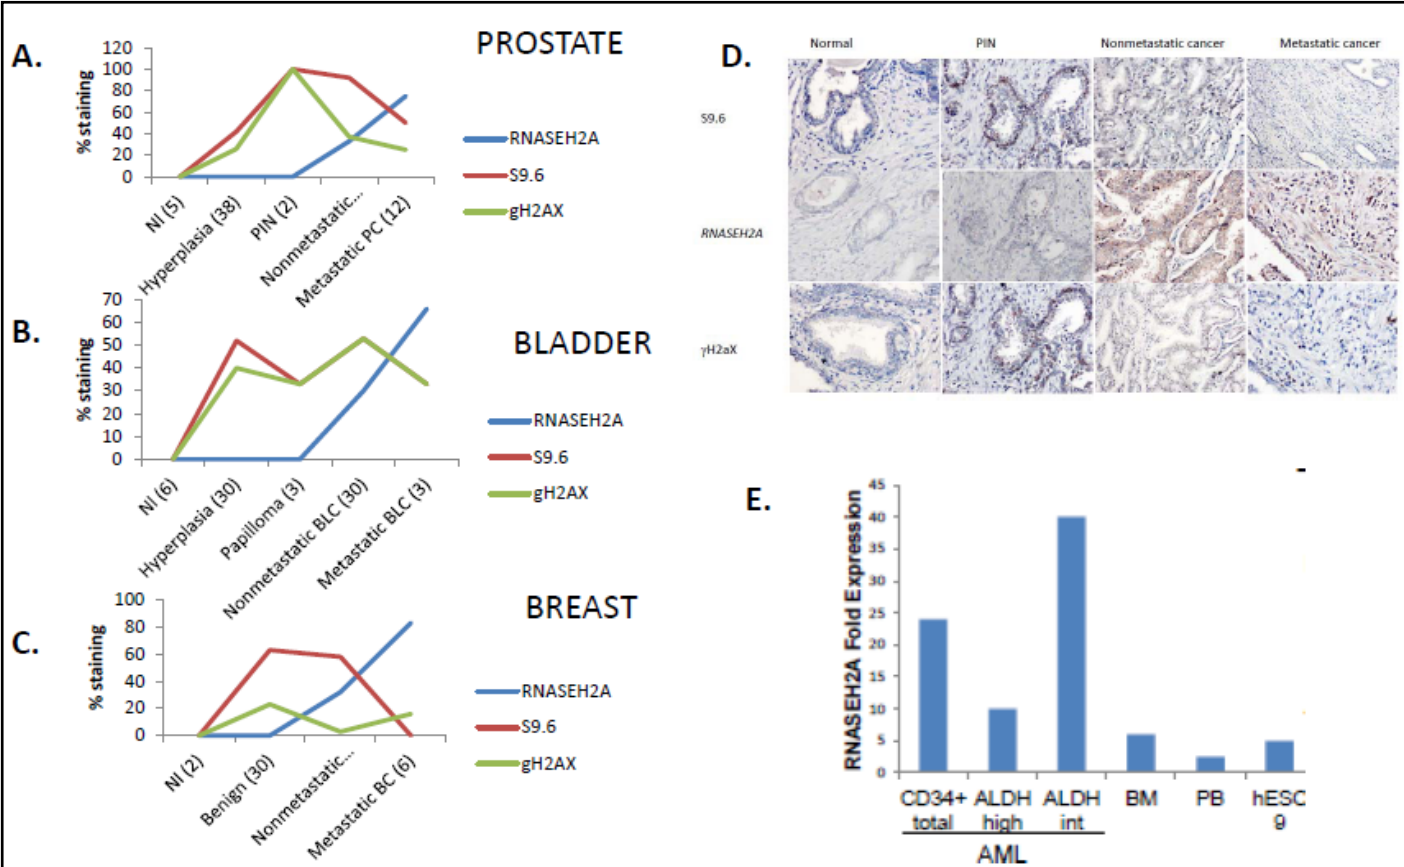 A.
PROSTATE
120
100
80
60
40
20
0
% staining
Nl (5)
Hyperplasia (38)
PIN (2)
Nonmetastatic...
Metastatic PC (12)
RNASEH2A
S9.6
gH2AX
B.
BLADDER
70
60
50
40
30
20
10
0
% staining
Nl (6)
Hyperplasia (30)
Papilloma (3)
Nonmetastatic BLC (30)
Metastatic BLC (3)
RNASEH2A
S9.6
gH2AX
C.
BREAST
100
80
60
40
20
0
% staining
Nl (2)
Benign (30)
Nonmetastatic...
Metastatic BC (6)
RNASEH2A
S9.6
gH2AX
D.
Normal PIN Nonmetastatic cancer Metastatic cancer
S9.6
RNASEH2A
γH2aX
E.
RNASEH2A Fold Expression
45
40
35
30
25
20
15
10
5
0
CD34+ ALDH ALDH BM PB hESC
total high int 9
AML